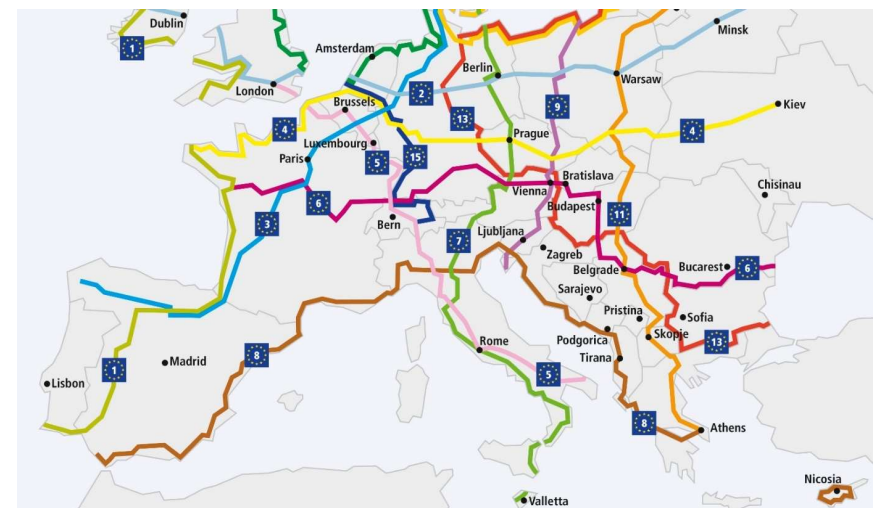 Dublin
Minsk
1
Amsterdam
Berlin
Warsaw
London
2
9
Brussels
Kiev
13
4
4
Prague
Luxembourg
15
Paris
5
Bratislava
Vienna
Chisinau
6
Budapest
11
Bern
3
Ljubljana
7
Zagreb
Belgrade
Bucarest
6
Sarajevo
Pristina
Sofia
Podgorica
Skopje
Rome
13
8
Madrid
Tirana
1
5
Lisbon
8
Athens
Nicosia
Valletta